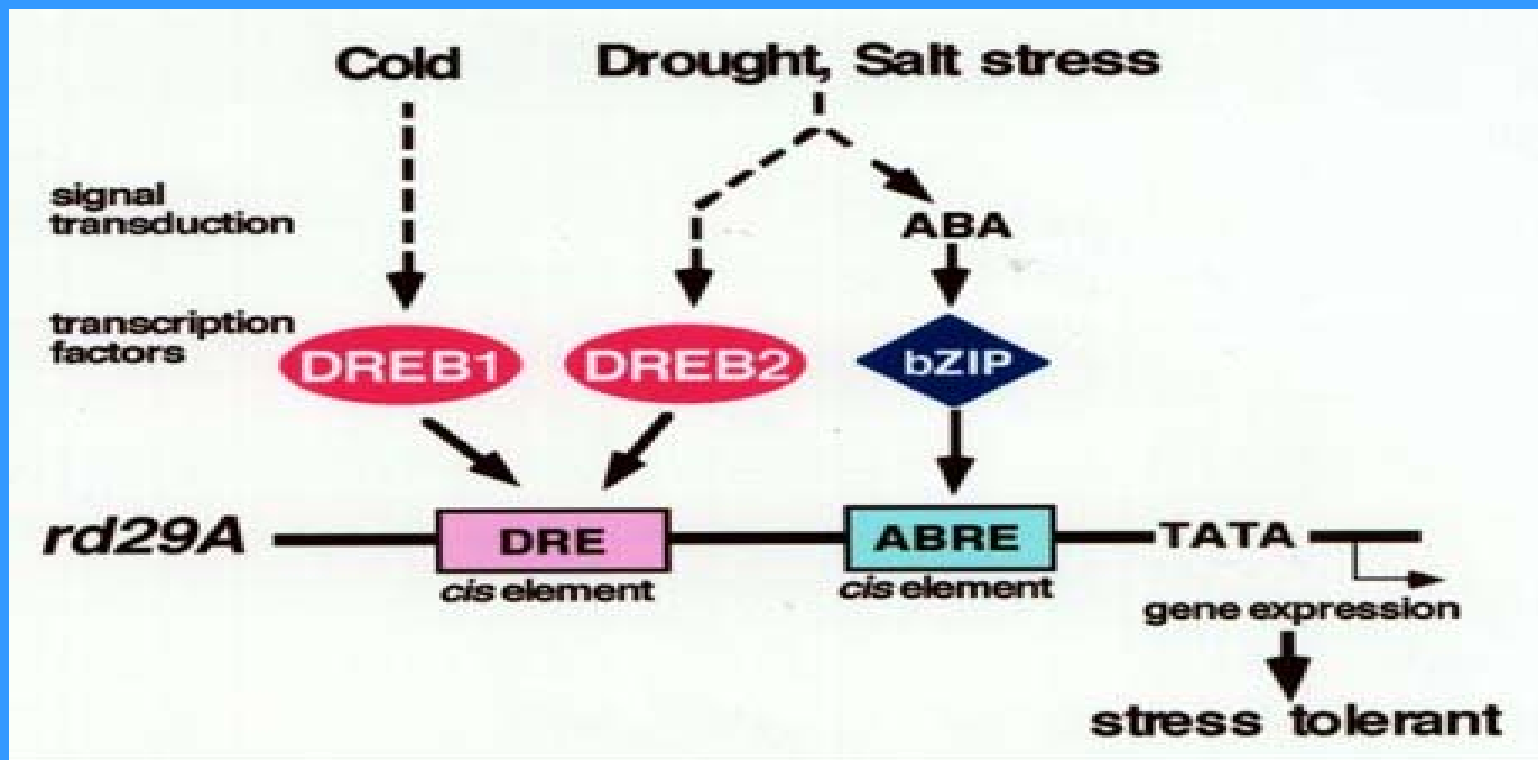 Cold
Drought, Salt stress
signal
transduction
ABA
transcription
factors
DREB1
DREB2
bZIP
rd29A
DRE
ABRE
TATA
cis element
cis element
gene expression
stress tolerant